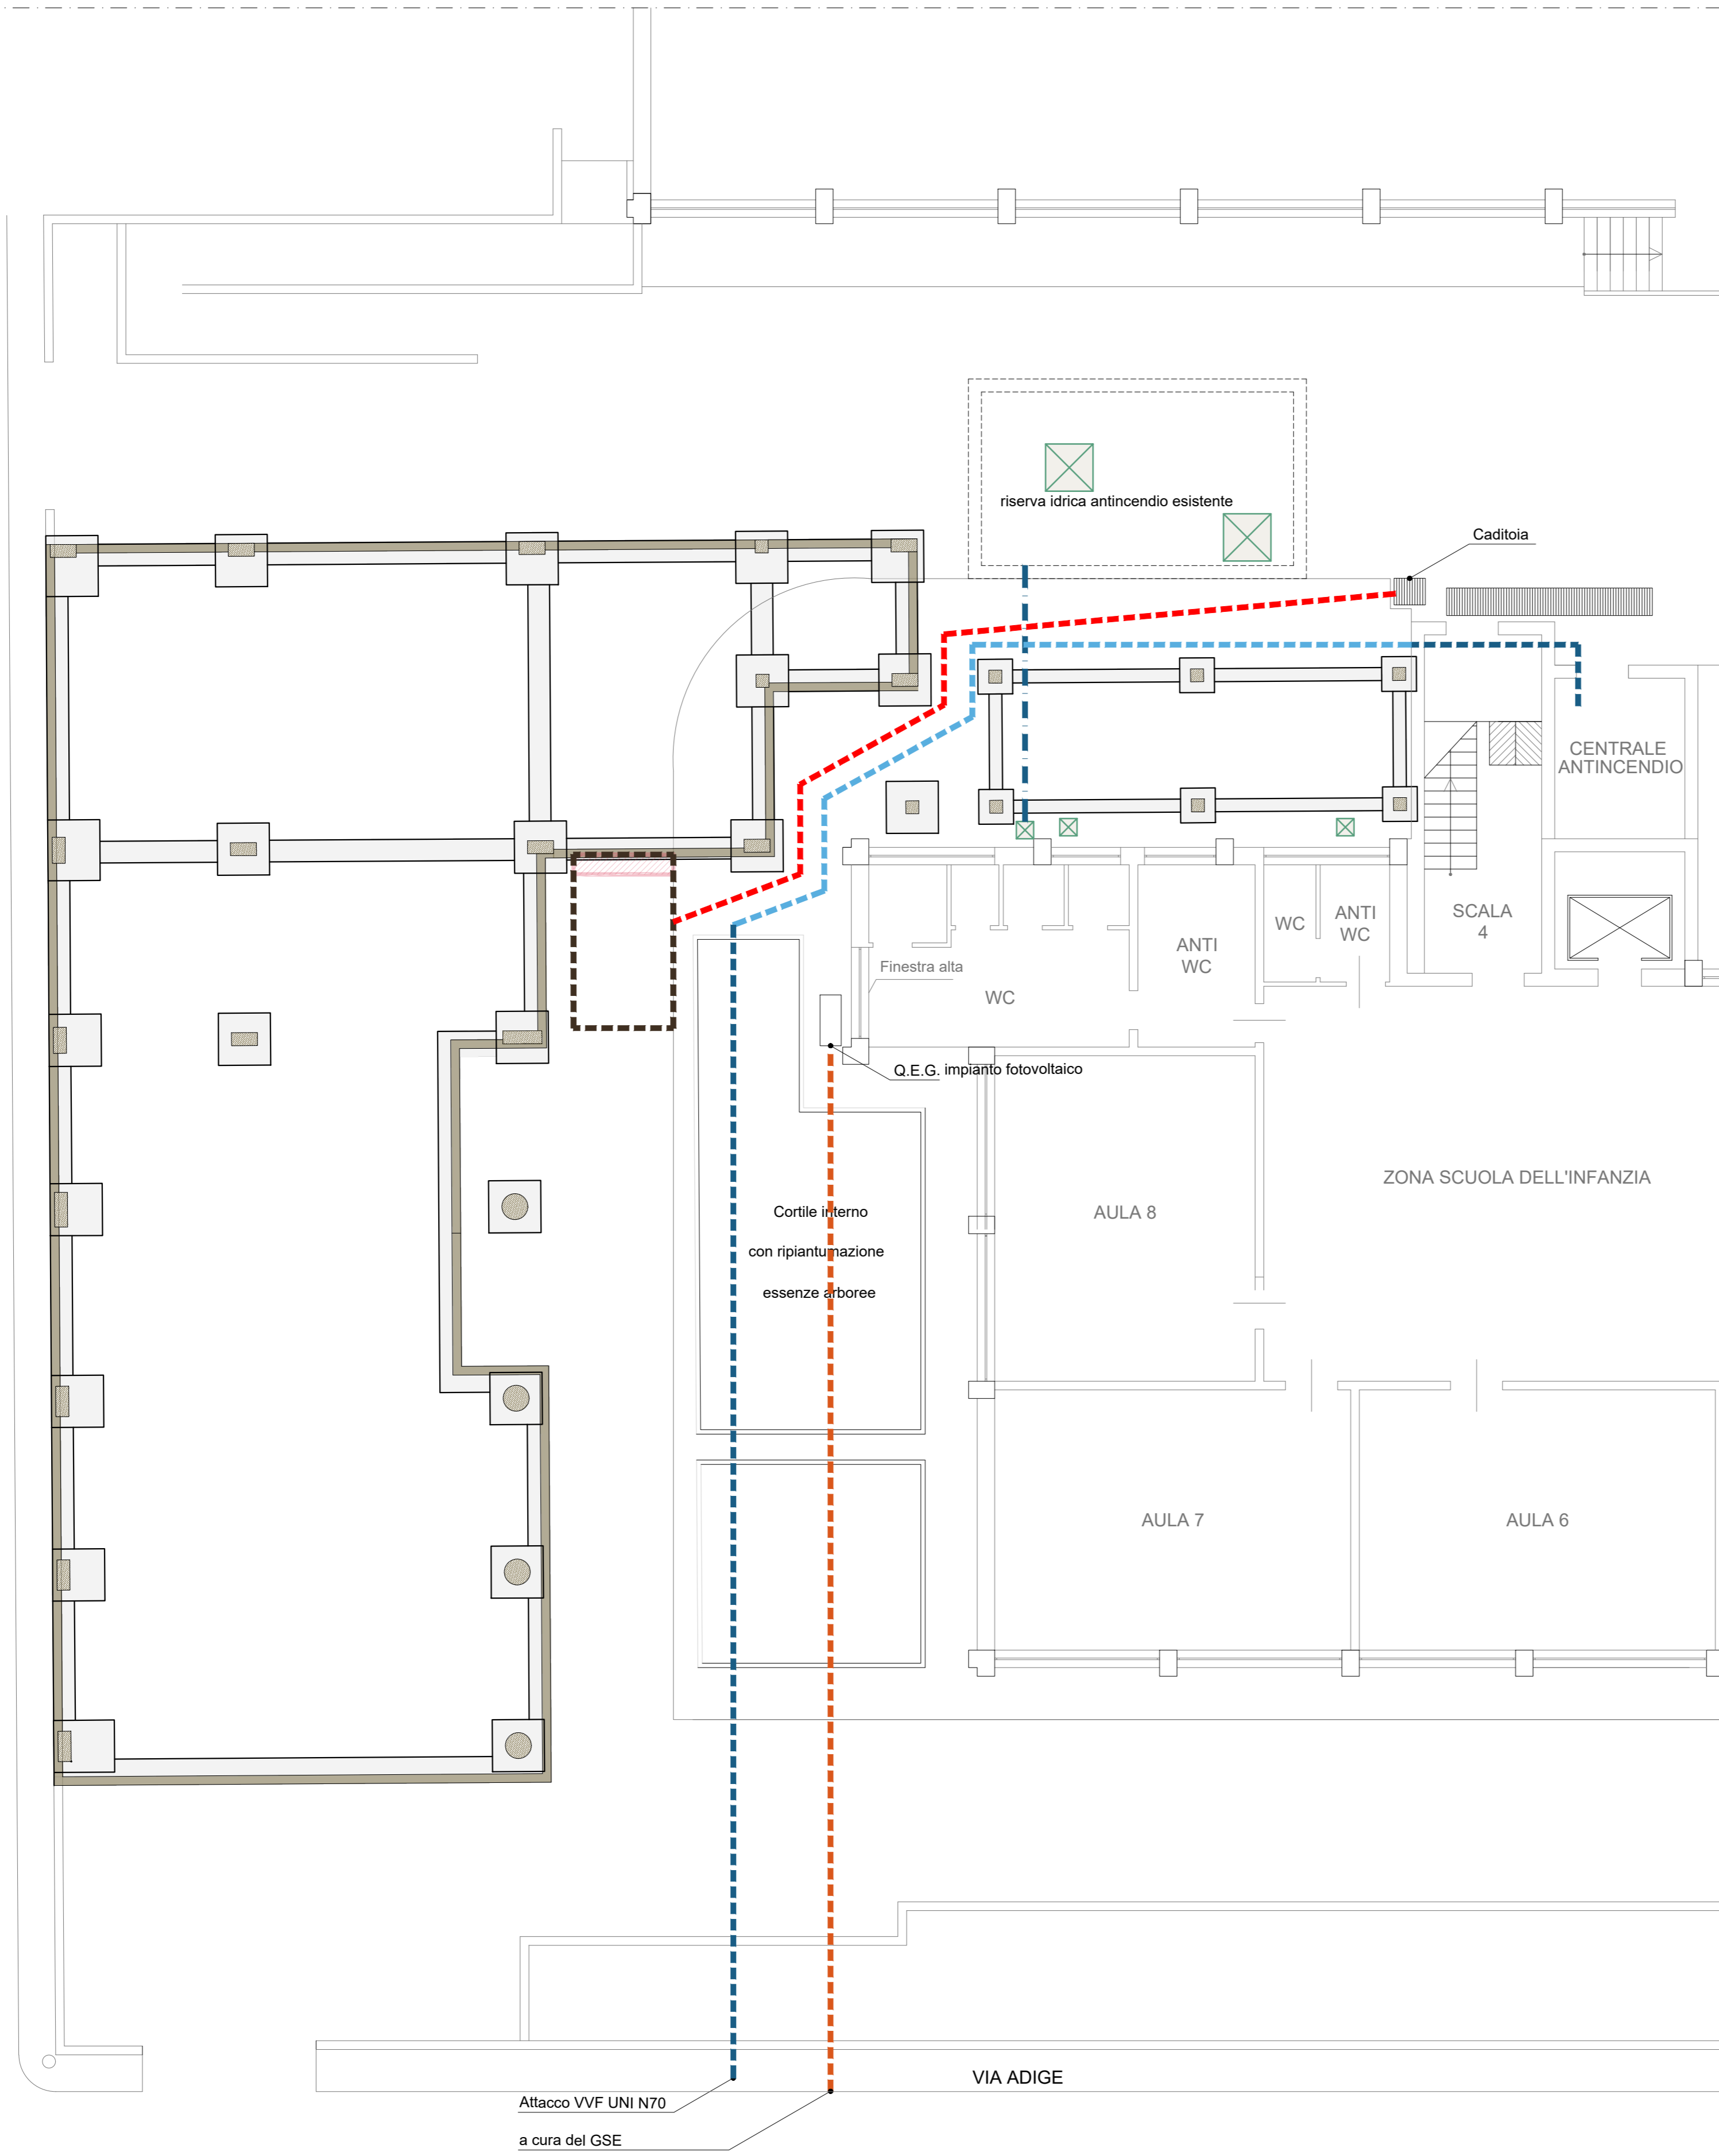 riserva idrica antincendio esistente
Caditoia
CENTRALE
ANTINCENDIO
SCALA
4
ANTI
WC
WC
ANTI
WC
Finestra alta
WC
Q.E.G. impianto fotovoltaico
ZONA SCUOLA DELL'INFANZIA
AULA 8
Cortile interno
con ripiantumazione
essenze arboree
AULA 7
AULA 6
VIA ADIGE
Attacco VVF UNI N70
a cura del GSE